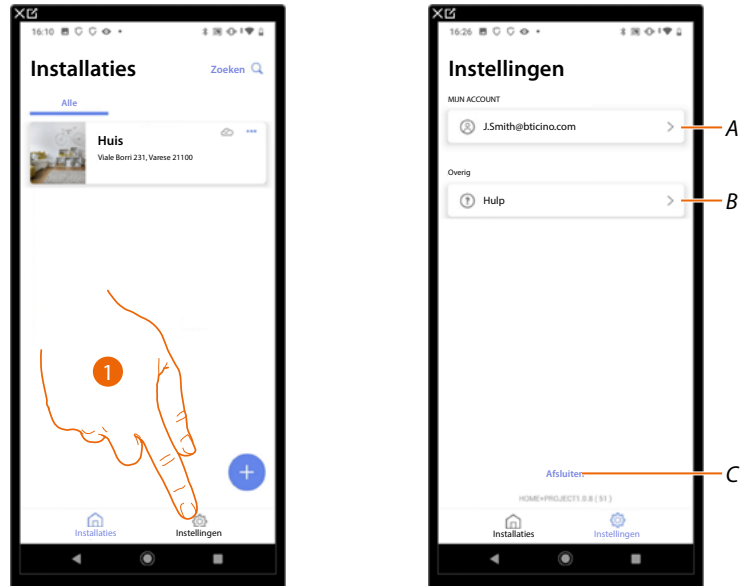 16:10
Installaties
Zoeken
Alle
Huis
Viale Borri 231, Varese 21100
1
Installaties
Instellingen
16:26
Instellingen
MIJN ACCOUNT
J.Smith@bticino.com
A
Overig
Hulp
B
Afsluiten
C
HOME+PROJECT1.0.8 ( 51 )
Installaties
Instellingen